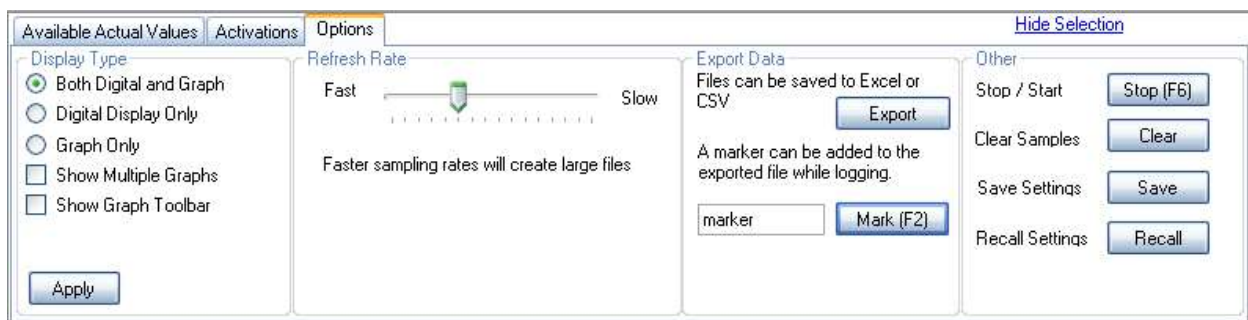 Available Actual Values
Activations
Options
Hide Selection
Display Type
Both Digital and Graph
Digital Display Only
Graph Only
Show Multiple Graphs
Show Graph Toolbar
Apply
Refresh Rate
Fast
Slow
Faster sampling rates will create large files
Export Data
Files can be saved to Excel or
CSV
Export
A marker can be added to the
exported file while logging.
marker
Mark (F2)
Other
Stop / Start
Stop (F6)
Clear Samples
Clear
Save Settings
Save
Recall Settings
Recall